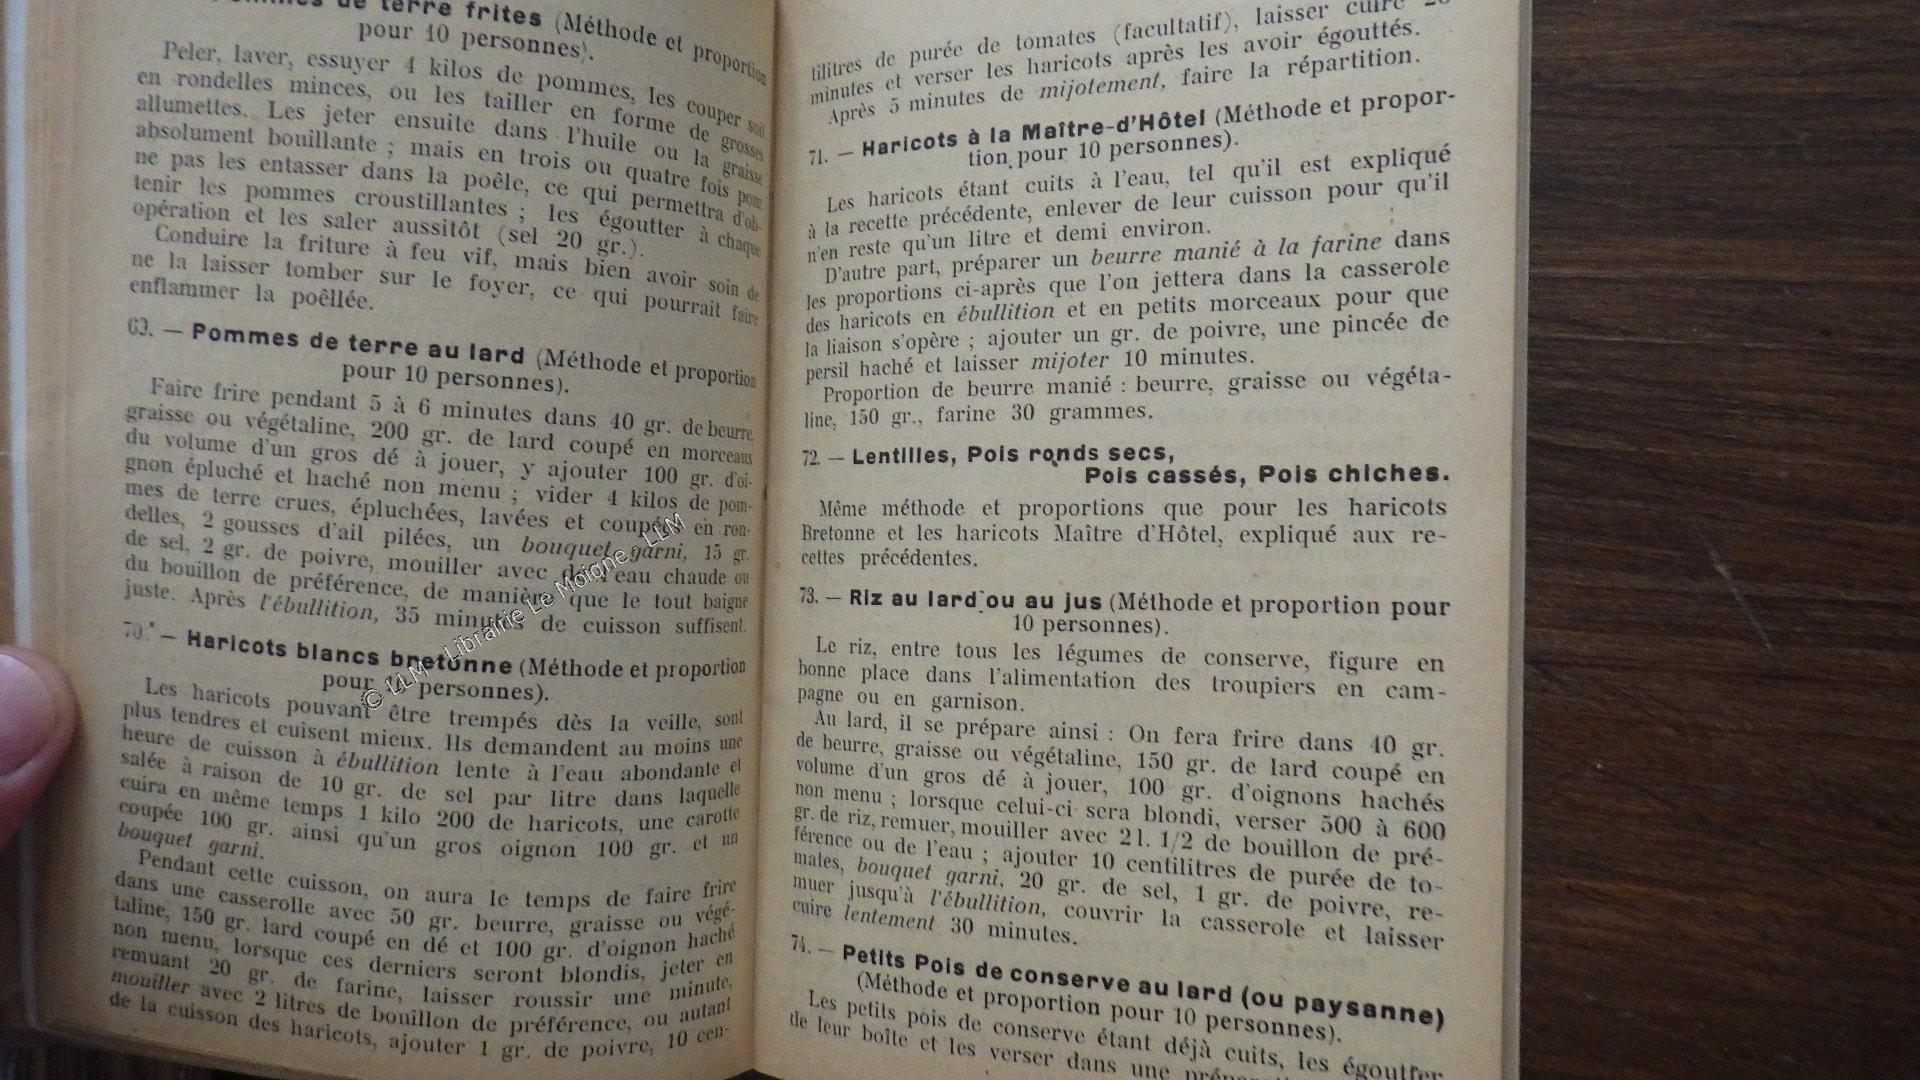 Pommes de terre frites (Méthode et proportion
pour 10 personnes).
Peler, laver, essuyer 4 kilos de pommes, les couper soit
en rondelles minces, ou les tailler en forme de grosses
allumettes. Les jeter ensuite dans l'huile ou la graisse
absolument bouillante ; mais en trois ou quatre fois pour
ne pas les entasser dans la poêle, ce qui permettra d'ob-
tenir les pommes croustillantes ; les égoutter à chaque
opération et les saler aussitôt (sel 20 gr.).
Conduire la friture à feu vif, mais bien avoir soin de
ne la laisser tomber sur le foyer, ce qui pourrait faire
enflammer la poêllée.
69. — Pommes de terre au lard (Méthode et proportion
pour 10 personnes).
Faire frire pendant 5 à 6 minutes dans 40 gr. de beurre,
graisse ou végétaline, 200 gr. de lard coupé en morceaux
du volume d'un gros dé à jouer, y ajouter 100 gr. d'oi-
gnon épluché et haché non menu ; vider 4 kilos de pom-
mes de terre crues, épluchées, lavées et coupées en ron-
delles, 2 gousses d'ail pilées, un bouquet garni, 15 gr.
de sel, 2 gr. de poivre, mouiller avec de l'eau chaude ou
du bouillon de préférence, de manière que le tout baigne
juste. Après l'ébullition, 35 minutes de cuisson suffisent.
70. — Haricots blancs bretonne (Méthode et proportion
pour personnes).
Les haricots pouvant être trempés dès la veille, sont
plus tendres et cuisent mieux. Ils demandent au moins une
heure de cuisson à ébullition lente à l'eau abondante et
salée à raison de 10 gr. de sel par litre dans laquelle
cuira en même temps 1 kilo 200 de haricots, une carotte
coupée 100 gr. ainsi qu'un gros oignon 100 gr. et un
bouquet garni.
Pendant cette cuisson, on aura le temps de faire frire
dans une casserolle avec 50 gr. beurre, graisse ou végé-
taline, 150 gr. lard coupé en dé et 100 gr. d'oignon haché
non menu, lorsque ces derniers seront blondis, jeter en
remuant 20 gr. de farine, laisser roussir une minute,
mouiller avec 2 litres de bouillon de préférence, ou autant
de la cuisson des haricots, ajouter 1 gr. de poivre, 10 cen-
© LLM - Librairie Le Moigne - LLM
tilitres de purée de tomates (facultatif), laisser cuire 20
minutes et verser les haricots après les avoir égouttés.
Après 5 minutes de mijotement, faire la répartition.
71. — Haricots à la Maître-d'Hôtel (Méthode et propor-
tion pour 10 personnes).
Les haricots étant cuits à l'eau, tel qu'il est expliqué
à la recette précédente, enlever de leur cuisson pour qu'il
n'en reste qu'un litre et demi environ.
D'autre part, préparer un beurre manié à la farine dans
les proportions ci-après que l'on jettera dans la casserole
des haricots en ébullition et en petits morceaux pour que
la liaison s'opère ; ajouter un gr. de poivre, une pincée de
persil haché et laisser mijoter 10 minutes.
Proportion de beurre manié : beurre, graisse ou végéta-
line, 150 gr., farine 30 grammes.
72. — Lentilles, Pois ronds secs,
Pois cassés, Pois chiches.
Même méthode et proportions que pour les haricots
Bretonne et les haricots Maître d'Hôtel, expliqué aux re-
cettes précédentes.
73. — Riz au lard ou au jus (Méthode et proportion pour
10 personnes).
Le riz, entre tous les légumes de conserve, figure en
bonne place dans l'alimentation des troupiers en cam-
pagne ou en garnison.
Au lard, il se prépare ainsi : On fera frire dans 40 gr.
de beurre, graisse ou végétaline, 150 gr. de lard coupé en
volume d'un gros dé à jouer, 100 gr. d'oignons hachés
non menu ; lorsque celui-ci sera blondi, verser 500 à 600
gr. de riz, remuer, mouiller avec 2 l. 1/2 de bouillon de pré-
férence ou de l'eau ; ajouter 10 centilitres de purée de to-
mates, bouquet garni, 20 gr. de sel, 1 gr. de poivre, re-
muer jusqu'à l'ébullition, couvrir la casserole et laisser
cuire lentement 30 minutes.
74. — Petits Pois de conserve au lard (ou paysanne)
(Méthode et proportion pour 10 personnes).
Les petits pois de conserve étant déjà cuits, les égoutter
de leur boîte et les verser dans une